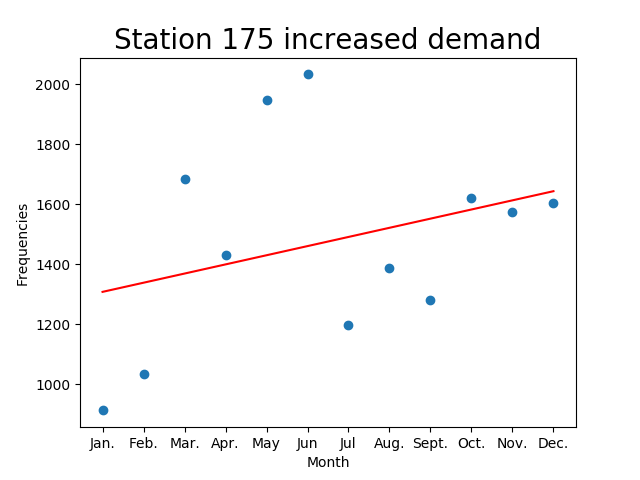 Station 175 increased demand
2000
1800
1600
1400
1200
1000
Frequencies
Jan. Feb. Mar. Apr. May Jun Jul Aug. Sept. Oct. Nov. Dec.
Month